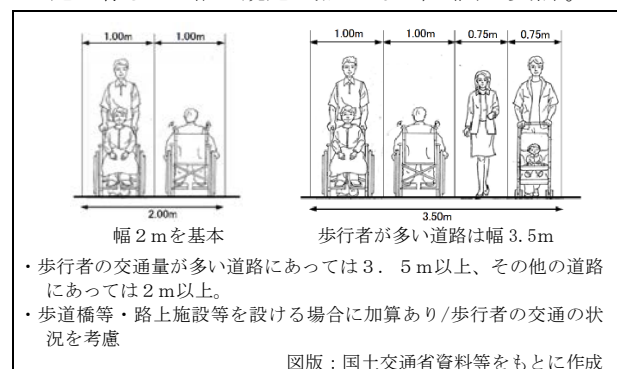 1.00m 1.00m 1.00m 1.00m 0.75m 0.75m
2.00m 3.50m
幅2mを基本 歩行者が多い道路は幅3.5m
・歩行者の交通量が多い道路にあっては3．5m以上、その他の道路
にあっては2m以上。
・歩道橋等・路上施設等を設ける場合に加算あり/歩行者の交通の状
況を考慮
図版：国土交通省資料等をもとに作成